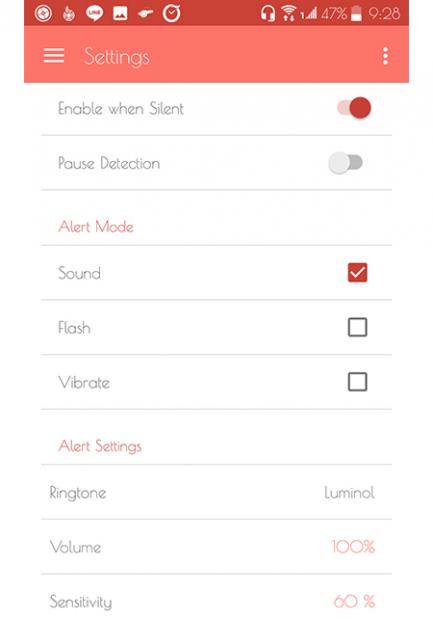 LINE 47% 9:28
Settings
Enable when Silent
Pause Detection
Alert Mode
Sound
Flash
Vibrate
Alert Settings
Ringtone Luminol
Volume 100%
Sensitivity 60 %